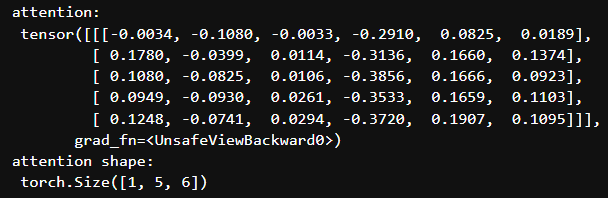 attention:
 tensor([[[-0.0034, -0.1080, -0.0033, -0.2910,  0.0825,  0.0189],
         [ 0.1780, -0.0399,  0.0114, -0.3136,  0.1660,  0.1374],
         [ 0.1080, -0.0825,  0.0106, -0.3856,  0.1666,  0.0923],
         [ 0.0949, -0.0930,  0.0261, -0.3533,  0.1659,  0.1103],
         [ 0.1248, -0.0741,  0.0294, -0.3720,  0.1907,  0.1095]]],
       grad_fn=<UnsafeViewBackward0>)
attention shape:
 torch.Size([1, 5, 6])